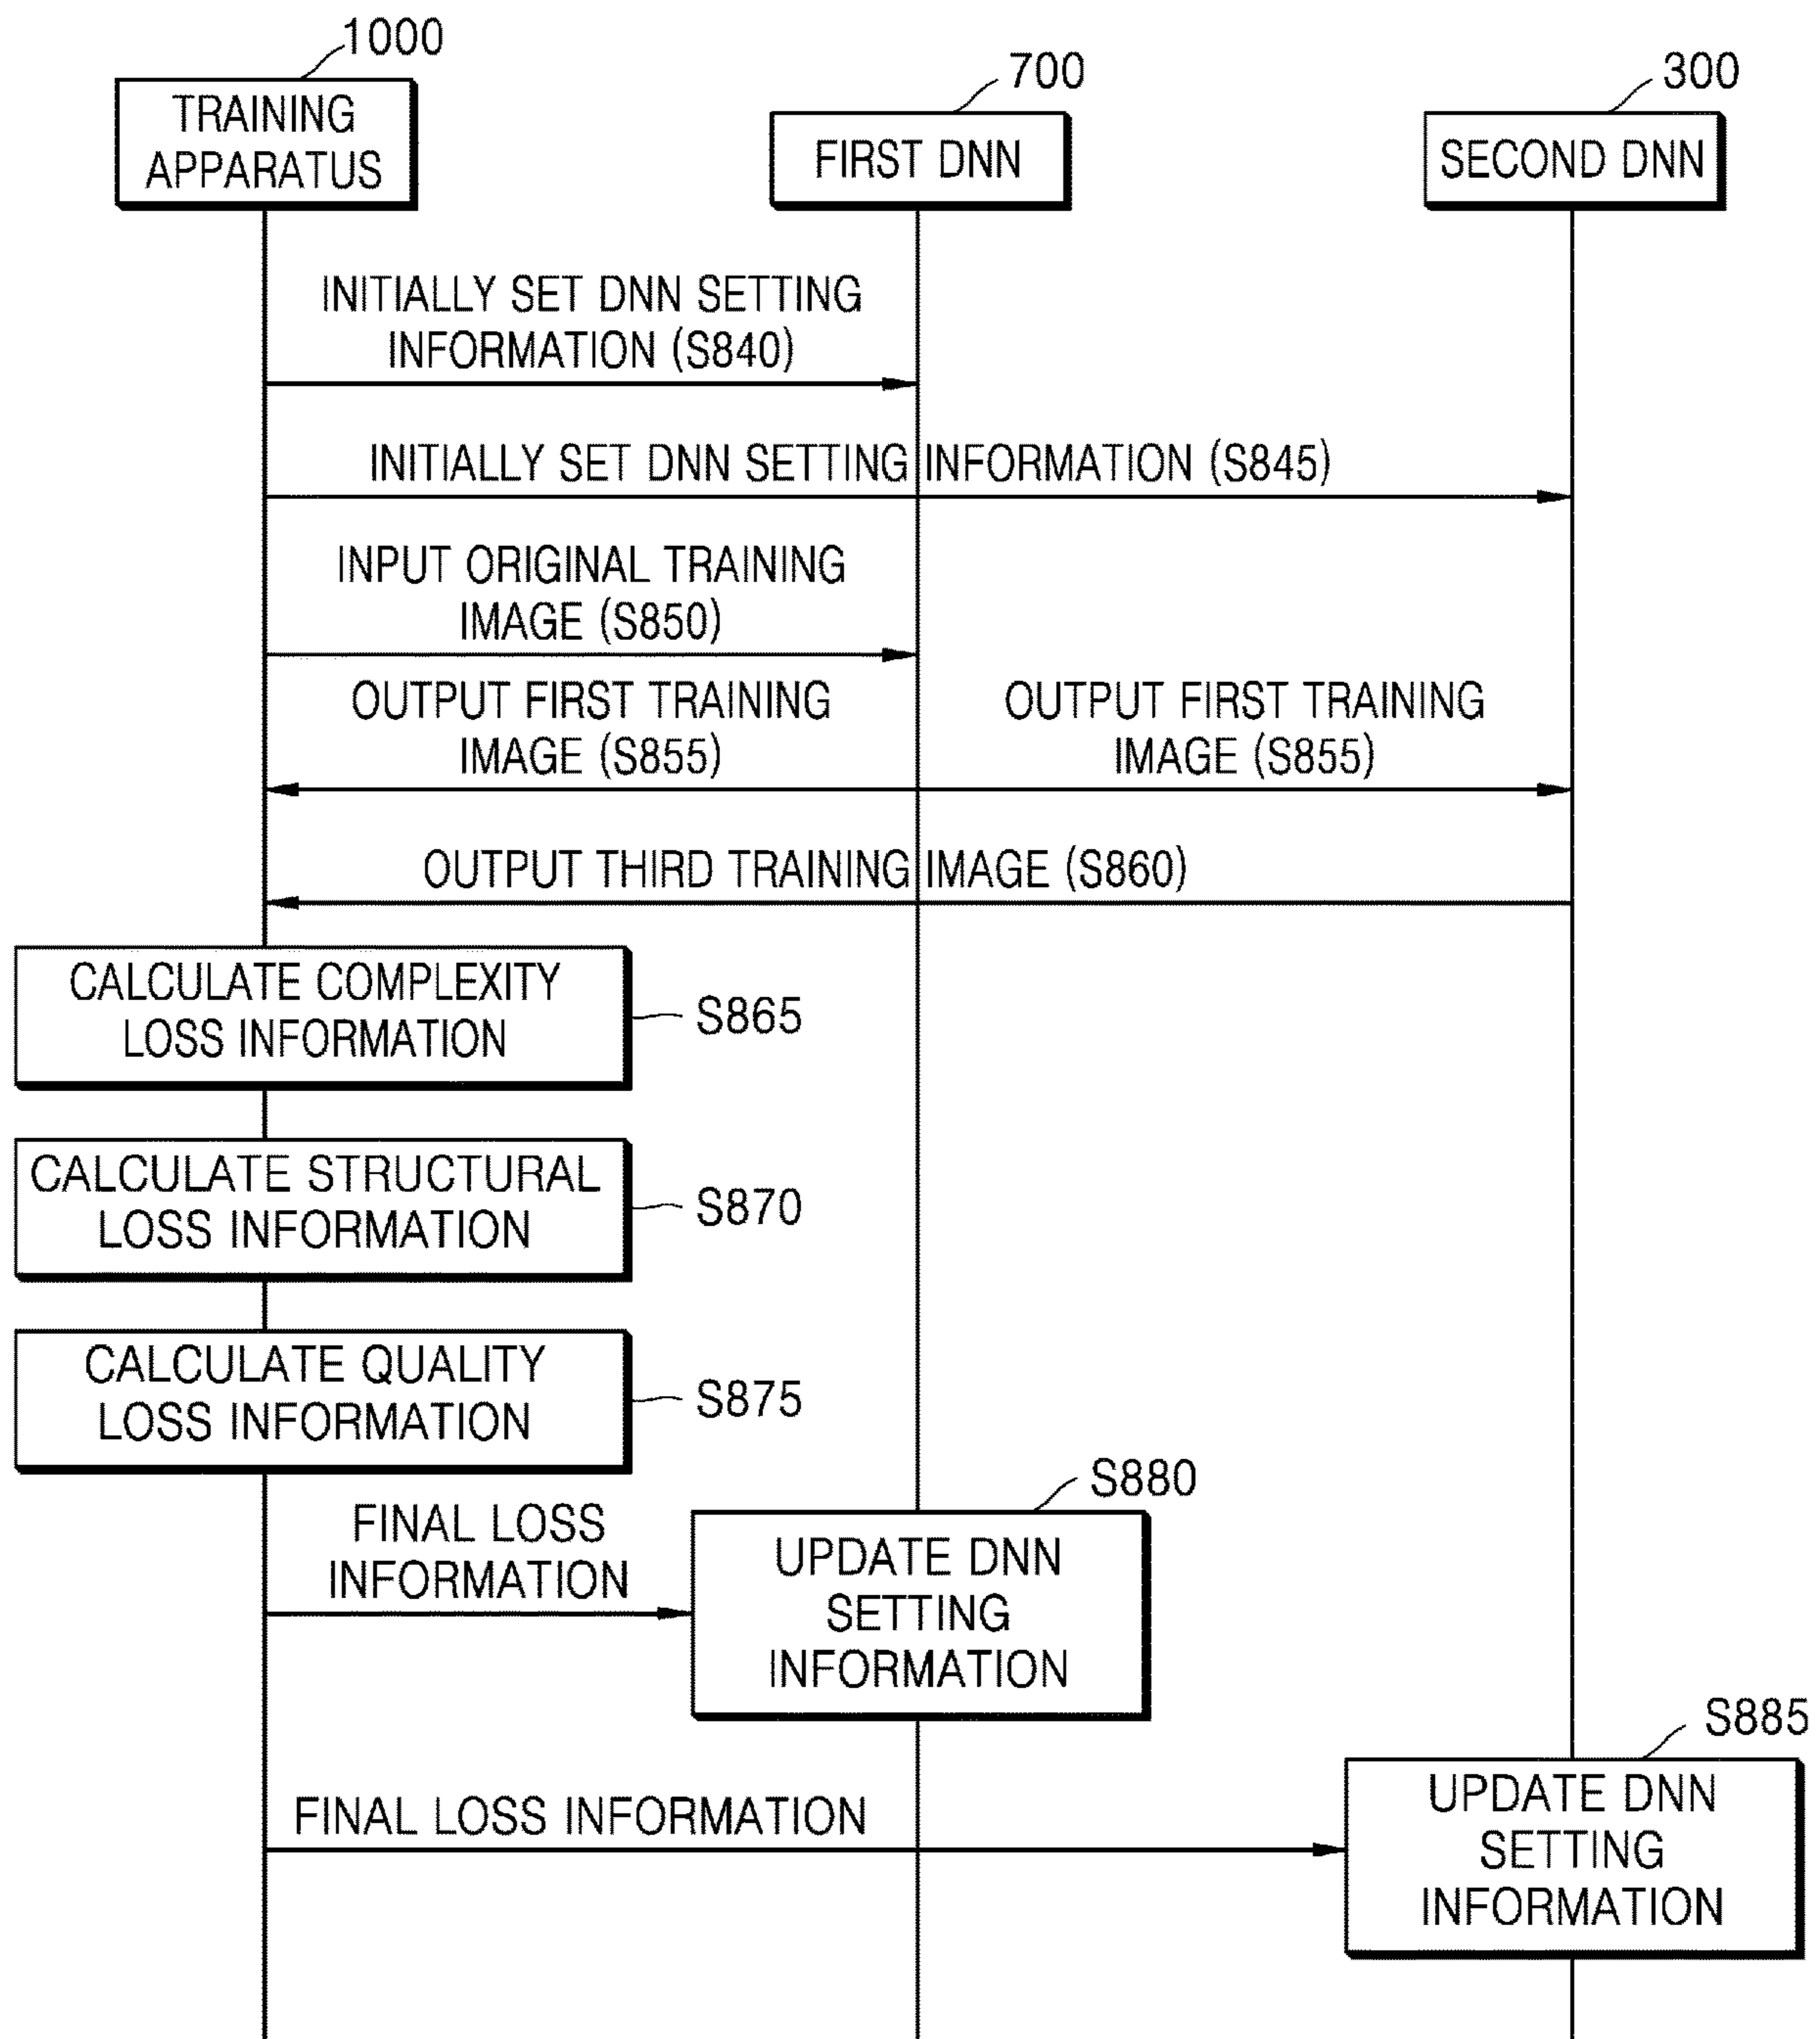 1000
TRAINING
APPARATUS
700
FIRST DNN
300
SECOND DNN
INITIALLY SET DNN SETTING
INFORMATION (S840)
INITIALLY SET DNN SETTING INFORMATION (S845)
INPUT ORIGINAL TRAINING
IMAGE (S850)
OUTPUT FIRST TRAINING
IMAGE (S855)
OUTPUT FIRST TRAINING
IMAGE (S855)
OUTPUT THIRD TRAINING IMAGE (S860)
CALCULATE COMPLEXITY
LOSS INFORMATION
S865
CALCULATE STRUCTURAL
LOSS INFORMATION
S870
CALCULATE QUALITY
LOSS INFORMATION
S875
FINAL LOSS
INFORMATION
S880
UPDATE DNN
SETTING
INFORMATION
FINAL LOSS INFORMATION
S885
UPDATE DNN
SETTING
INFORMATION